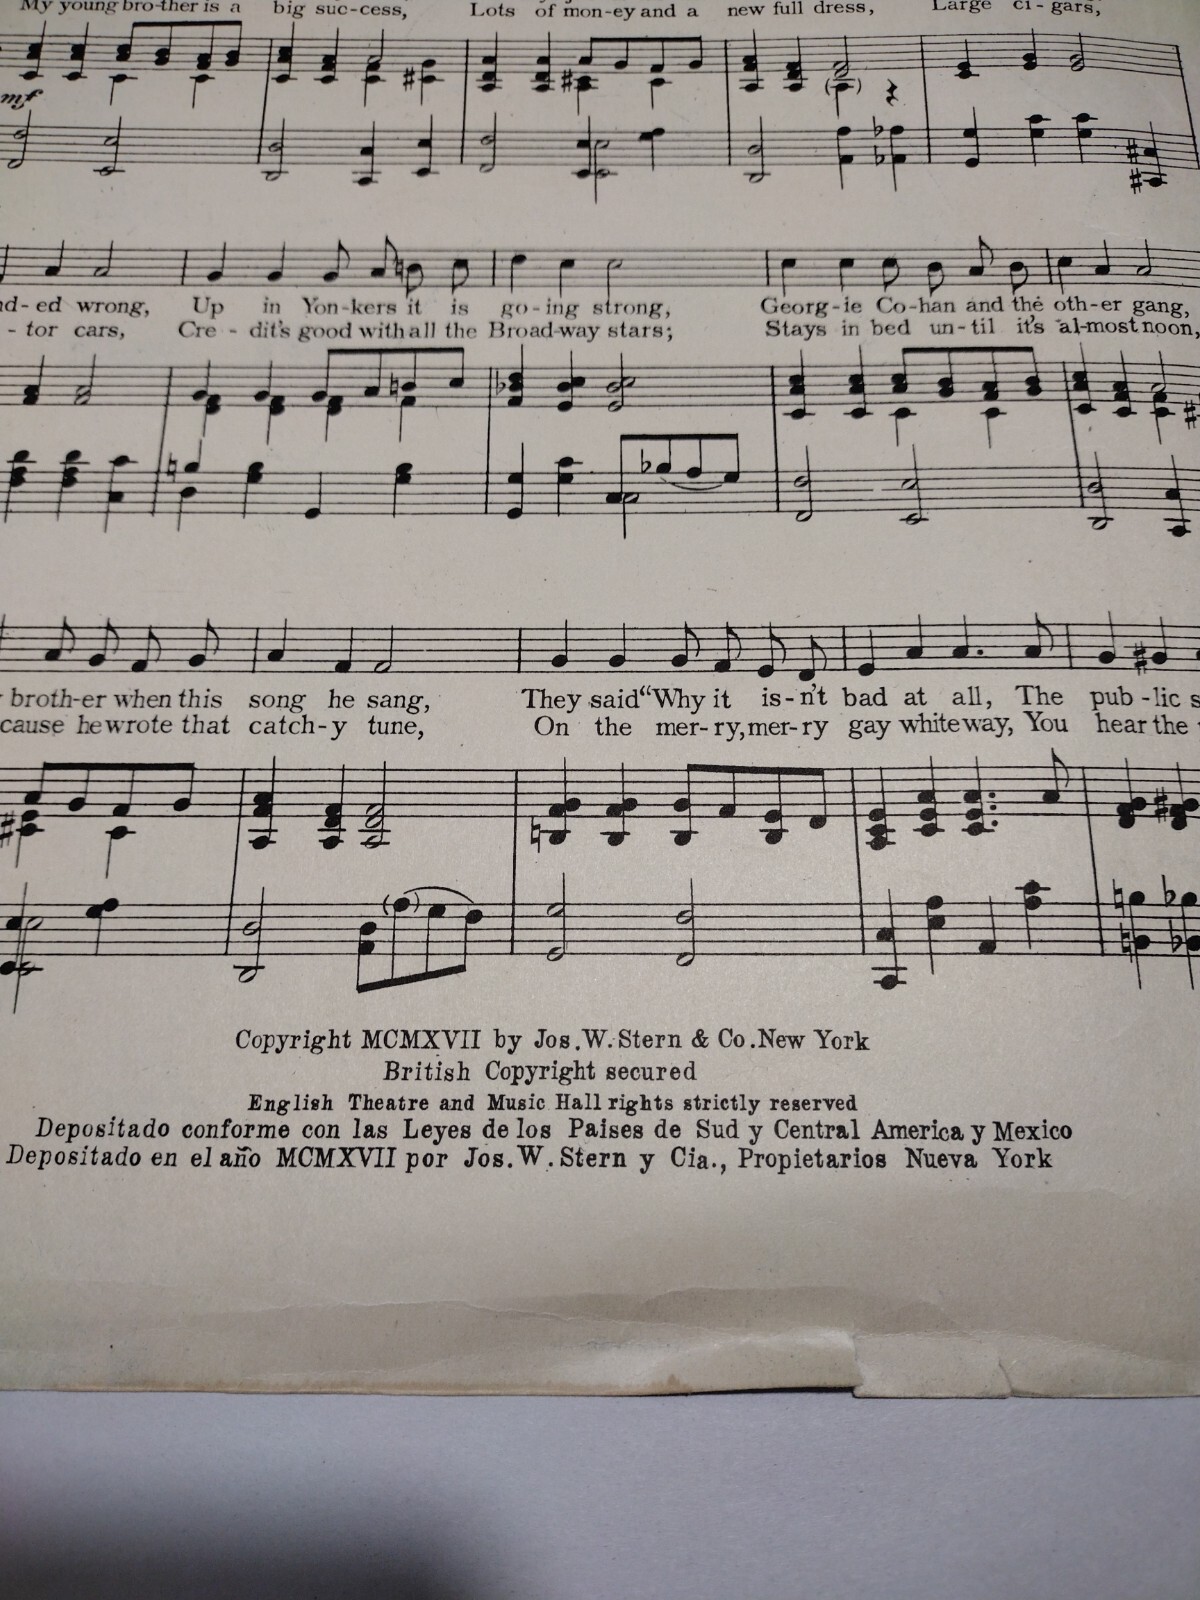 My young bro-ther is a big suc-cess, Lots of mon-ey and a new full dress, Large ci-gars,
mf
nd-ed wrong, Up in Yon-kers it is go-ing strong, Georg-ie Co-han and the oth-er gang,
-tor cars, Cre-dit's good with all the Broad-way stars; Stays in bed un-til it's al-most noon,
broth-er when this song he sang, They said "Why it is-n't bad at all, The pub-lic s
cause he wrote that catch-y tune, On the mer-ry, mer-ry gay white way, You hear the
Copyright MCMXVII by Jos. W. Stern & Co. New York
British Copyright secured
English Theatre and Music Hall rights strictly reserved
Depositado conforme con las Leyes de los Paises de Sud y Central America y Mexico
Depositado en el año MCMXVII por Jos. W. Stern y Cia., Propietarios Nueva York